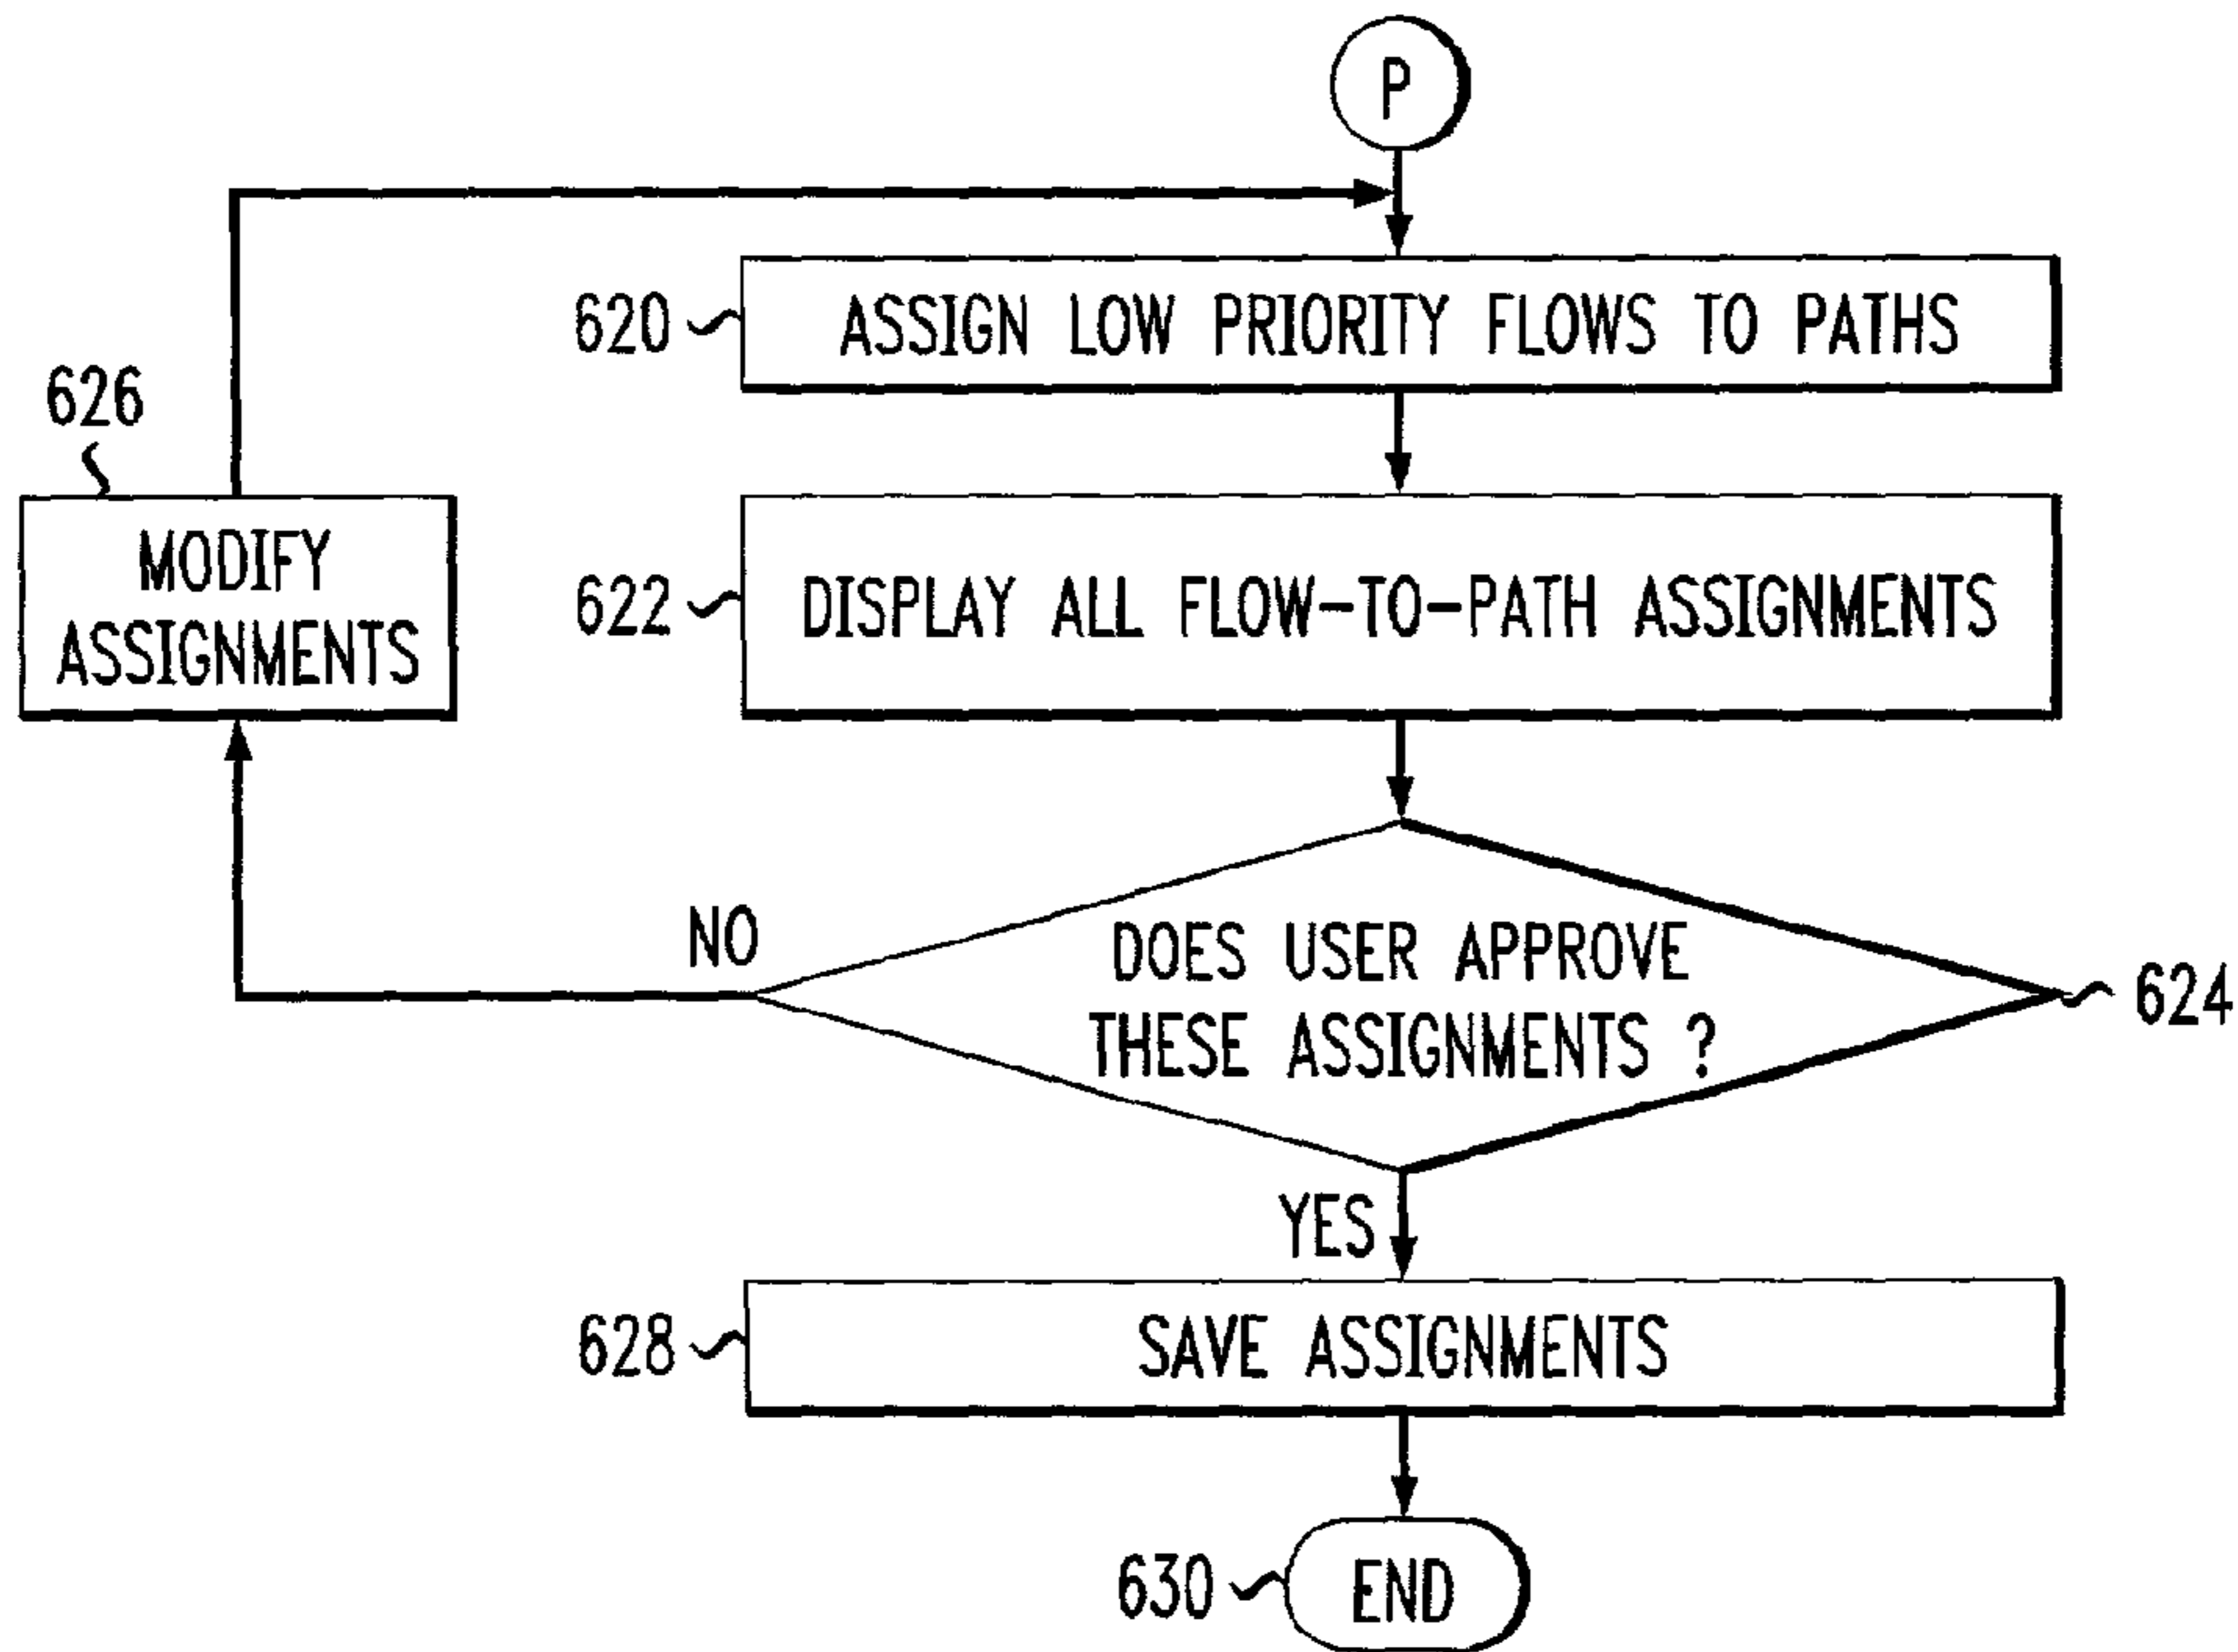 P
620
ASSIGN LOW PRIORITY FLOWS TO PATHS
626
MODIFY
ASSIGNMENTS
622
DISPLAY ALL FLOW-TO-PATH ASSIGNMENTS
NO
DOES USER APPROVE
THESE ASSIGNMENTS ?
624
YES
628
SAVE ASSIGNMENTS
630
END